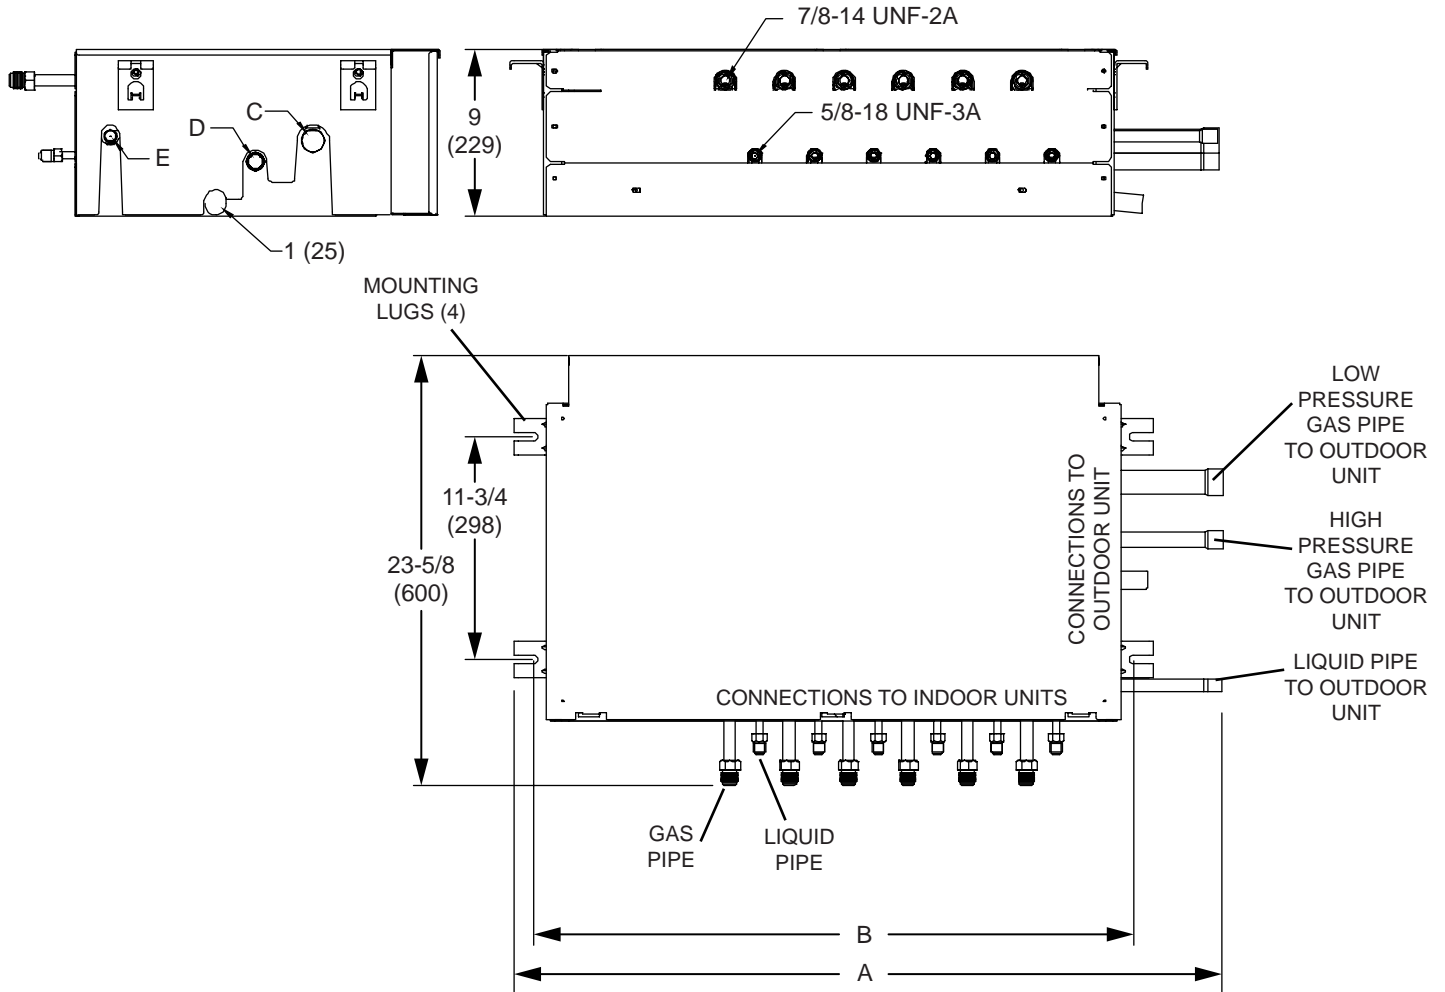 7/8-14 UNF-2A
9
(229)
5/8-18 UNF-3A
C
D
E
1 (25)
MOUNTING
LUGS (4)
11-3/4
(298)
23-5/8
(600)
CONNECTIONS TO
OUTDOOR UNIT
LOW
PRESSURE
GAS PIPE
TO OUTDOOR
UNIT
HIGH
PRESSURE
GAS PIPE
TO OUTDOOR
UNIT
LIQUID PIPE
TO OUTDOOR
UNIT
CONNECTIONS TO INDOOR UNITS
GAS
PIPE
LIQUID
PIPE
B
A